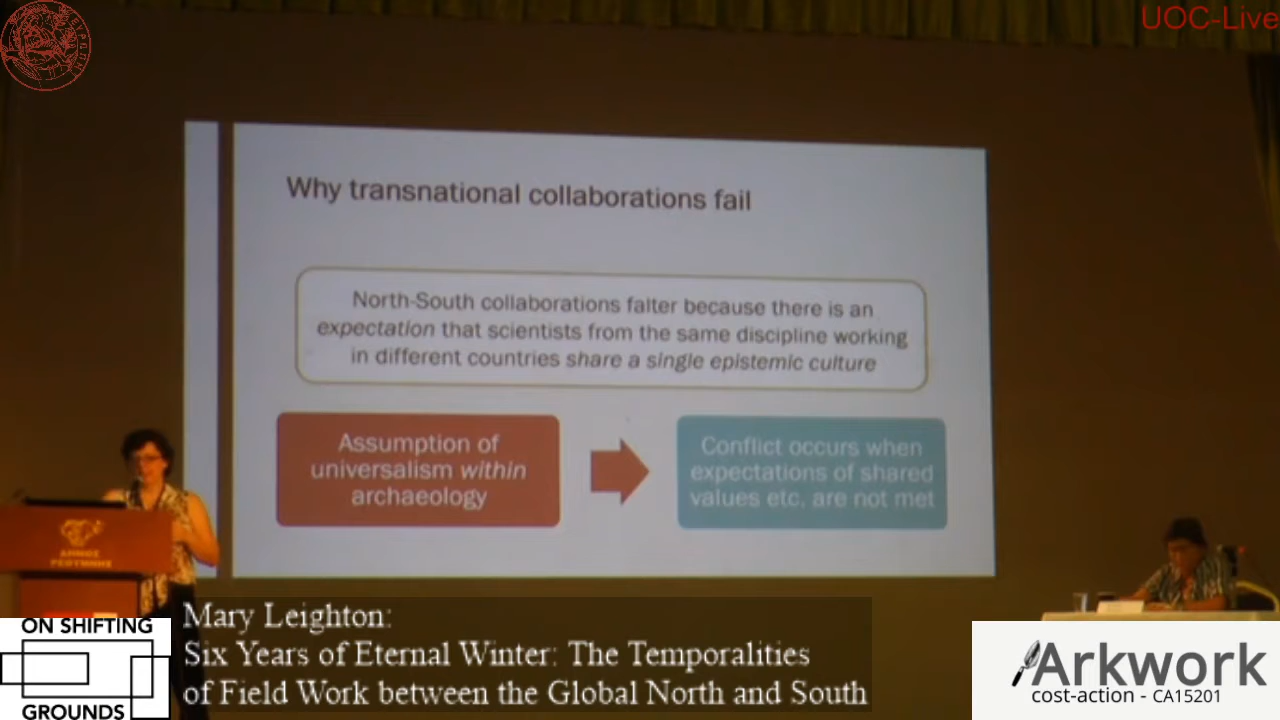 UOC-Live
Why transnational collaborations fail
North-South collaborations falter because there is an
expectation that scientists from the same discipline working
in different countries share a single epistemic culture
Assumption of
universalism within
archaeology
Conflict occurs when
expectations of shared
values etc. are not met
ΔΗΜΟΣ
ΡΕΘΥΜΝΗΣ
ON SHIFTING
GROUNDS
Mary Leighton:
Six Years of Eternal Winter: The Temporalities
of Field Work between the Global North and South
Arkwork
cost-action - CA15201